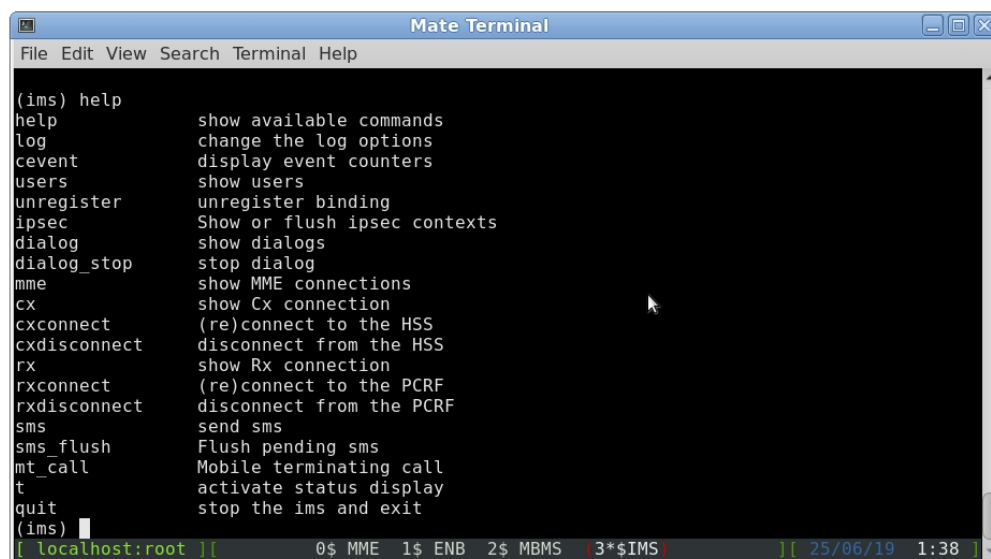 Mate Terminal
File Edit View Search Terminal Help
(ims) help
help show available commands
log change the log options
cevent display event counters
users show users
unregister unregister binding
ipsec Show or flush ipsec contexts
dialog show dialogs
dialog_stop stop dialog
mme show MME connections
cx show Cx connection
cxconnect (re)connect to the HSS
cxdisconnect disconnect from the HSS
rx show Rx connection
rxconnect (re)connect to the PCRF
rxdisconnect disconnect from the PCRF
sms send sms
sms_flush Flush pending sms
mt_call Mobile terminating call
t activate status display
quit stop the ims and exit
(ims)
[ localhost:root ][ 0$ MME 1$ ENB 2$ MBMS (3*$IMS) ][ 25/06/19 1:38 ]